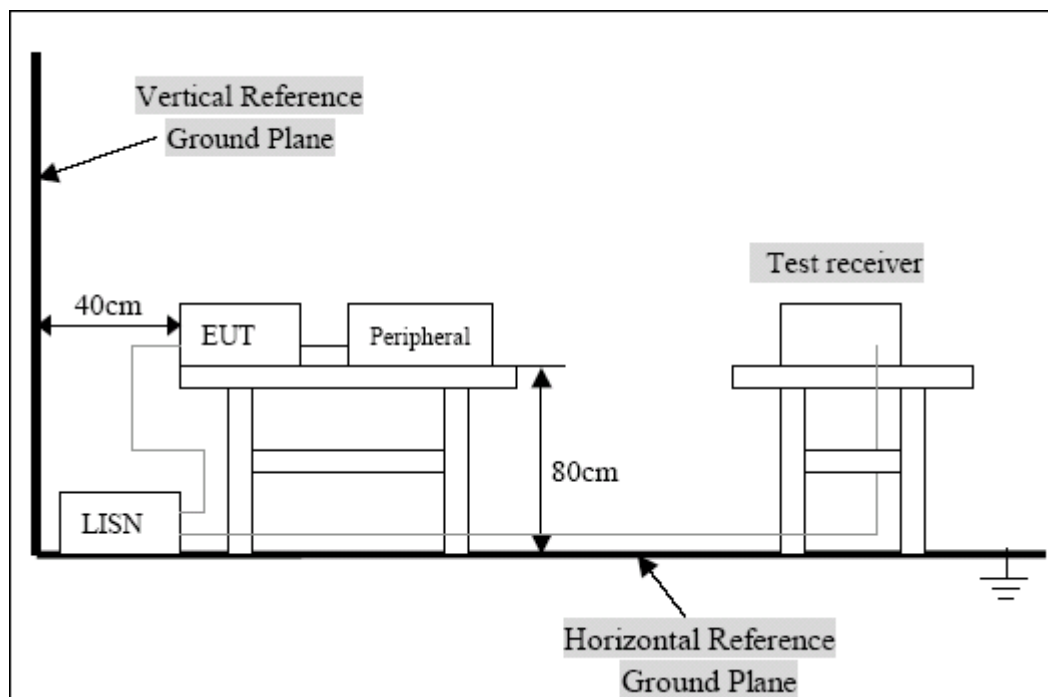 Vertical Reference
Ground Plane
Test receiver
40cm
EUT
Peripheral
80cm
LISN
Horizontal Reference
Ground Plane